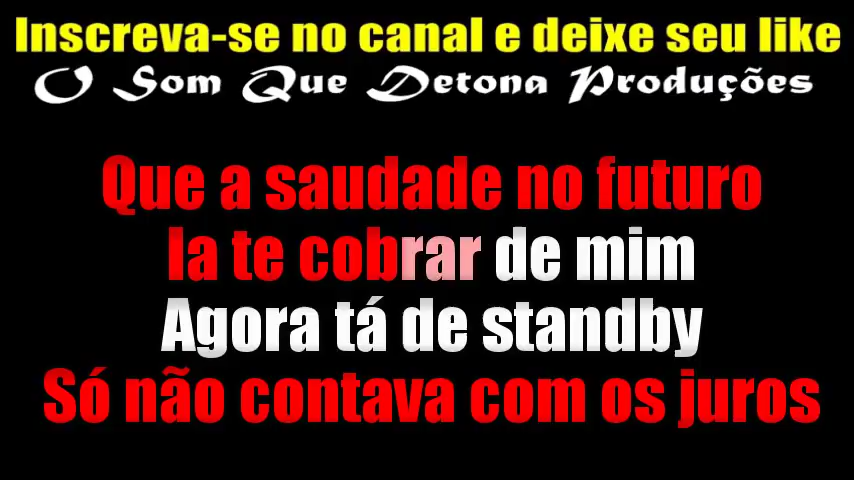 Inscreva-se no canal e deixe seu like
O Som Que Detona Produções
Que a saudade no futuro
Ia te cobrar de mim
Agora tá de standby
Só não contava com os juros